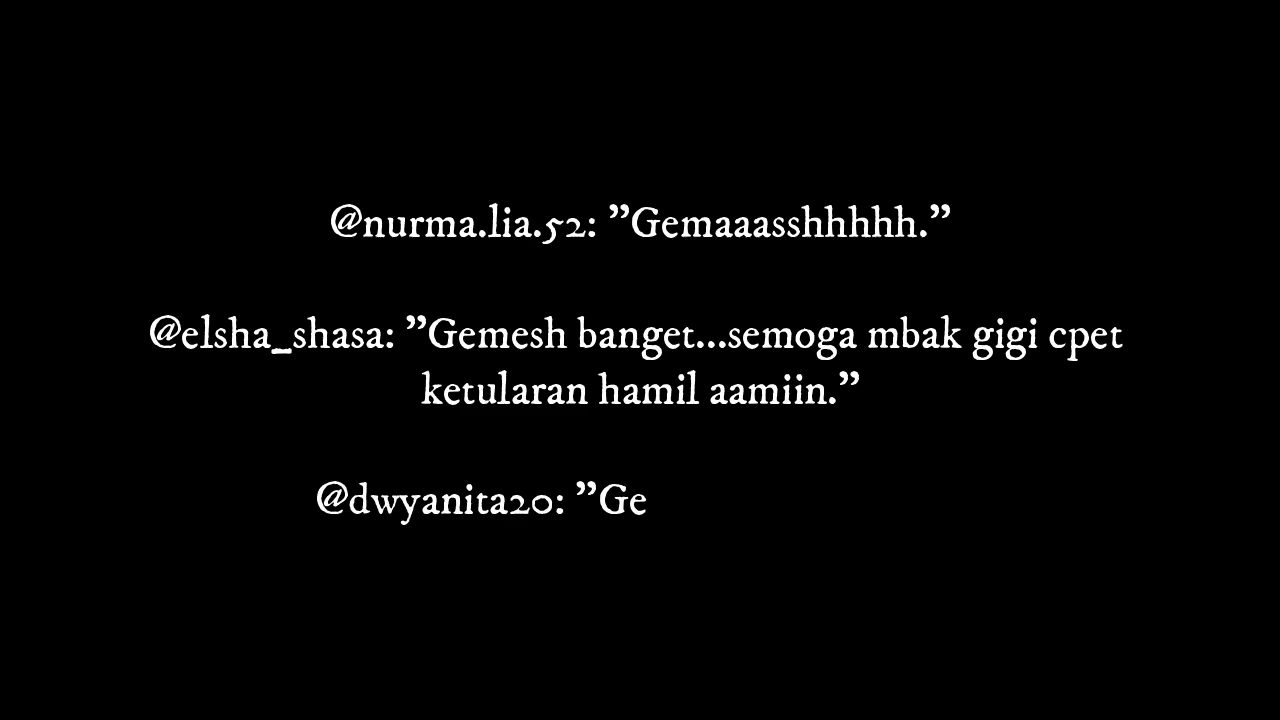 @nurma.lia.52: ”Gemaaasshhhhh.”
@elsha_shasa: ”Gemesh banget...semoga mbak gigi cpet
ketularan hamil aamiin.”
@dwyanita20: ”Ge